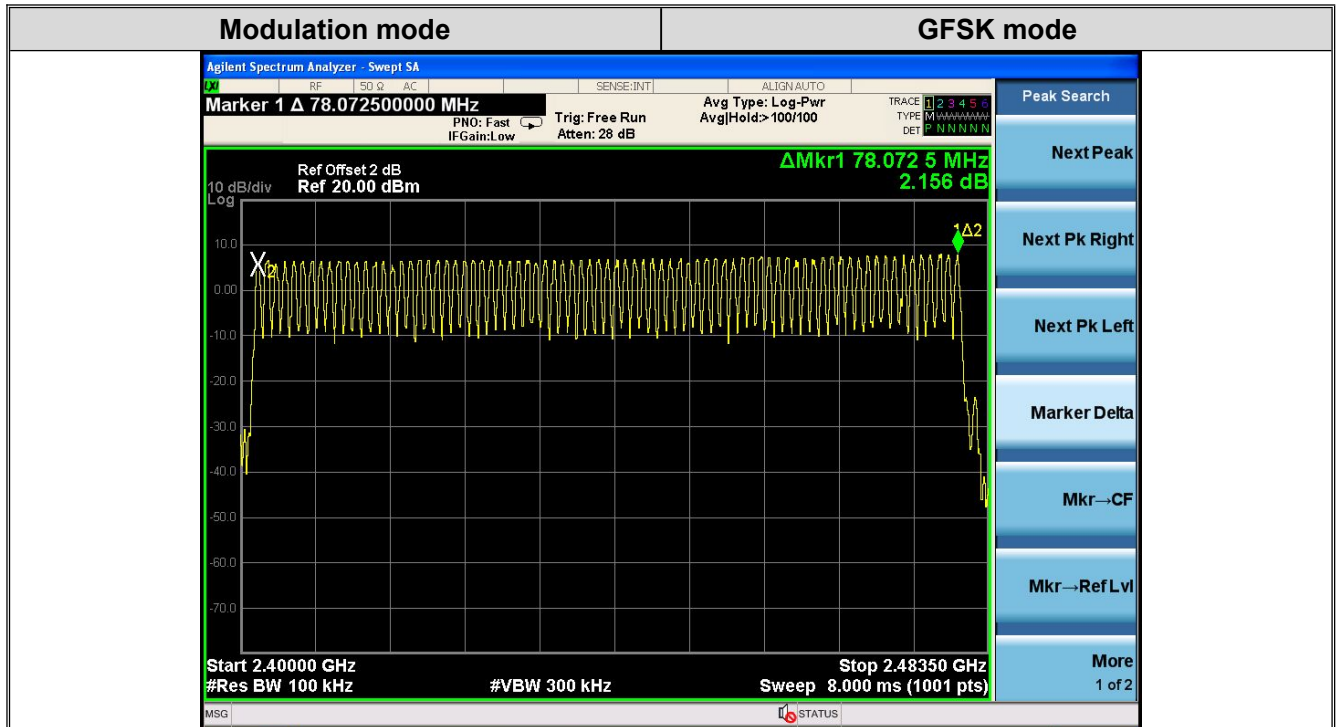 Modulation mode GFSK mode
Agilent Spectrum Analyzer - Swept SA
LXI RF 50 Ω AC SENSE:INT ALIGN AUTO
Marker 1 Δ 78.072500000 MHz
PNO: Fast
IFGain:Low
Trig: Free Run
Atten: 28 dB
Avg Type: Log-Pwr
Avg|Hold:> 100/100
TRACE 1 2 3 4 5 6
TYPE M WWWWW
DET P N N N N N
Peak Search
ΔMkr1 78.072 5 MHz
2.156 dB
Ref Offset 2 dB
10 dB/div Ref 20.00 dBm
Log
Next Peak
10.0
0.00
-10.0
-20.0
-30.0
-40.0
-50.0
-60.0
-70.0
X2
1Δ2
Next Pk Right
Next Pk Left
Marker Delta
Mkr→CF
Mkr→Ref Lvl
More
1 of 2
Start 2.40000 GHz Stop 2.48350 GHz
#Res BW 100 kHz #VBW 300 kHz Sweep 8.000 ms (1001 pts)
MSG STATUS